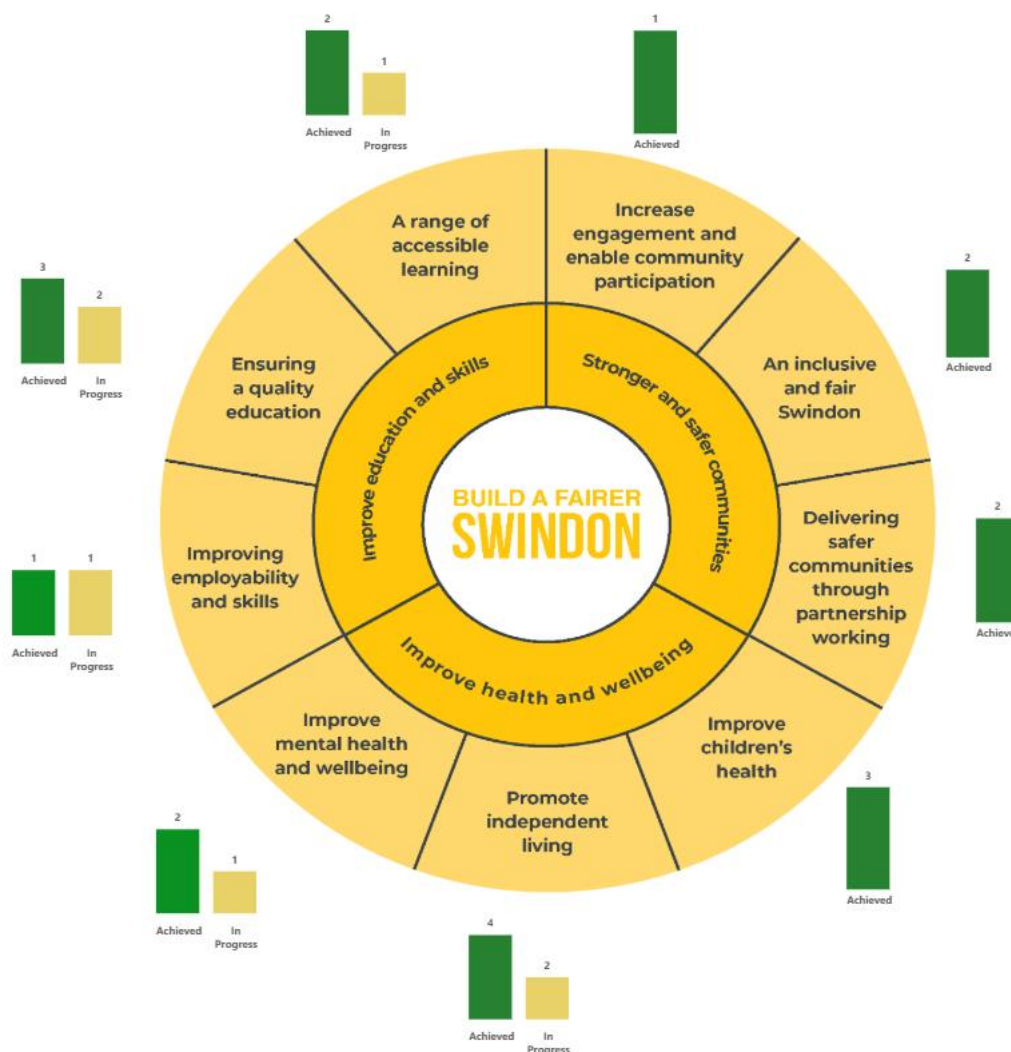 2
1
Achieved
In
Progress
1
Achieved
A range of
accessible
learning
Increase
engagement and
enable community
participation
3
2
Achieved
In
Progress
2
Achieved
Ensuring
a quality
education
An inclusive
and fair
Swindon
Improve education and skills
Stronger and safer communities
BUILD A FAIRER
SWINDON
1
1
Achieved
In
Progress
Improving
employability
and skills
Delivering
safer
communities
through
partnership
working
2
Achieve
Improve health and wellbeing
Improve
mental health
and wellbeing
Promote
independent
living
Improve
children's
health
2
1
Achieved
In
Progress
4
2
Achieved
In
Progress
3
Achieved